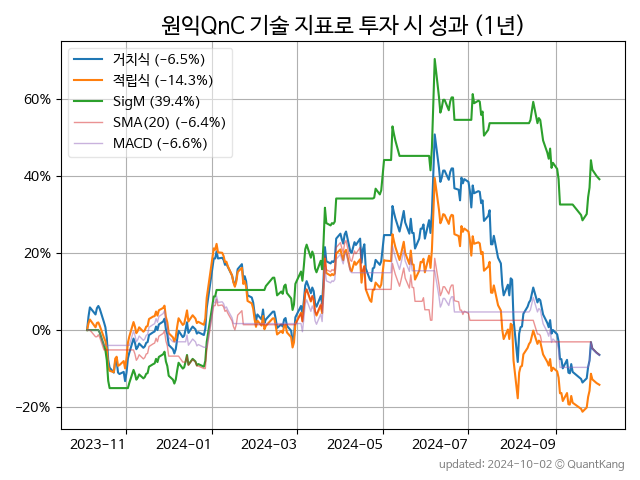 원익QnC 기술 지표로 투자 시 성과 (1년)
거치식 (−6.5%)
적립식 (−14.3%)
SigM (39.4%)
SMA(20) (−6.4%)
MACD (−6.6%)
60%
40%
20%
0%
−20%
2023-11
2024-01
2024-03
2024-05
2024-07
2024-09
updated: 2024-10-02 © QuantKang